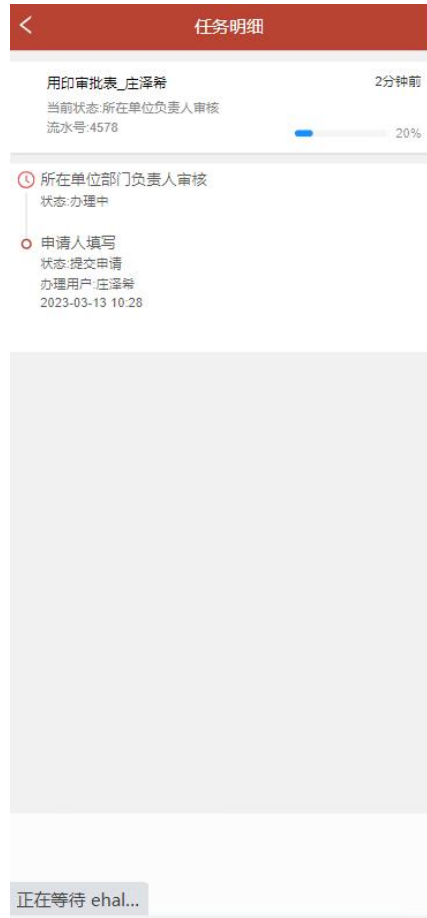 任务明细
用印审批表_庄泽希
2分钟前
当前状态:所在单位负责人审核
流水号:4578
20%
所在单位部门负责人审核
状态:办理中
申请人填写
状态:提交申请
办理用户:庄泽希
2023-03-13 10:28
正在等待 ehal...